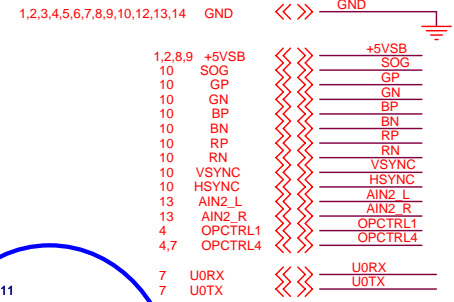 1,2,3,4,5,6,7,8,9,10,12,13,14 GND GND
1,2,8,9 +5VSB +5VSB
10 SOG SOG
10 GP GP
10 GN GN
10 BP BP
10 BN BN
10 RP RP
10 RN RN
10 VSYNC VSYNC
10 HSYNC HSYNC
13 AIN2_L AIN2_L
13 AIN2_R AIN2_R
4 OPCTRL1 OPCTRL1
4,7 OPCTRL4 OPCTRL4
7 U0RX U0RX
7 U0TX U0TX
11